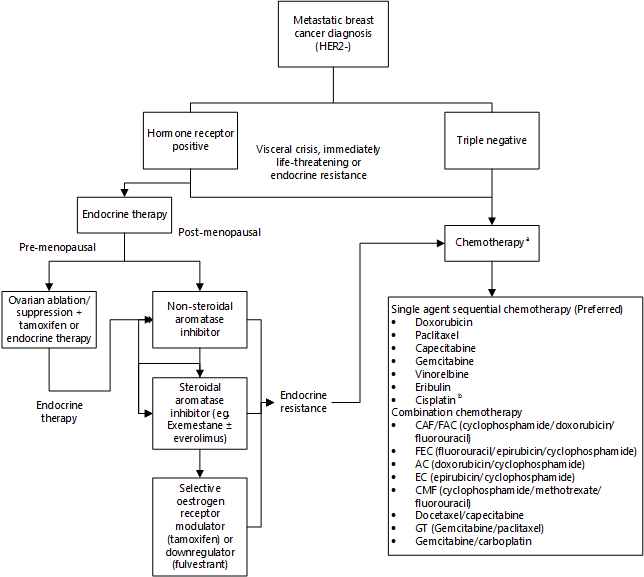 Metastatic breast
cancer diagnosis
(HER2-)
Hormone receptor
positive
Triple negative
Visceral crisis, immediately
life-threatening or
endocrine resistance
Endocrine therapy
Post-menopausal
Pre-menopausal
Chemotherapy a
Ovarian ablation/
suppression +
tamoxifen or
endocrine therapy
Non-steroidal
aromatase
inhibitor
Endocrine
therapy
Steroidal
aromatase
inhibitor (eg.
Exemestane ±
everolimus)
Endocrine
resistance
Selective
oestrogen
receptor
modulator
(tamoxifen) or
downregulator
(fulvestrant)
Single agent sequential chemotherapy (Preferred)
• Doxorubicin
• Paclitaxel
• Capecitabine
• Gemcitabine
• Vinorelbine
• Eribulin
• Cisplatin b
Combination chemotherapy
• CAF/FAC (cyclophosphamide/doxorubicin/
fluorouracil)
• FEC (fluorouracil/epirubicin/cyclophosphamide)
• AC (doxorubicin/cyclophosphamide)
• EC (epirubicin/cyclophosphamide)
• CMF (cyclophosphamide/methotrexate/
fluorouracil)
• Docetaxel/capecitabine
• GT (Gemcitabine/paclitaxel)
• Gemcitabine/carboplatin